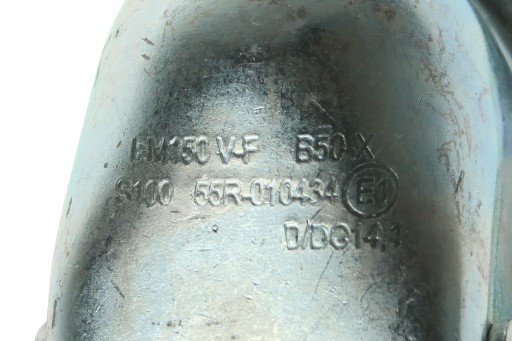 EM150 V-F B50-X
S100 55R-010434 E1
D/DC14,1